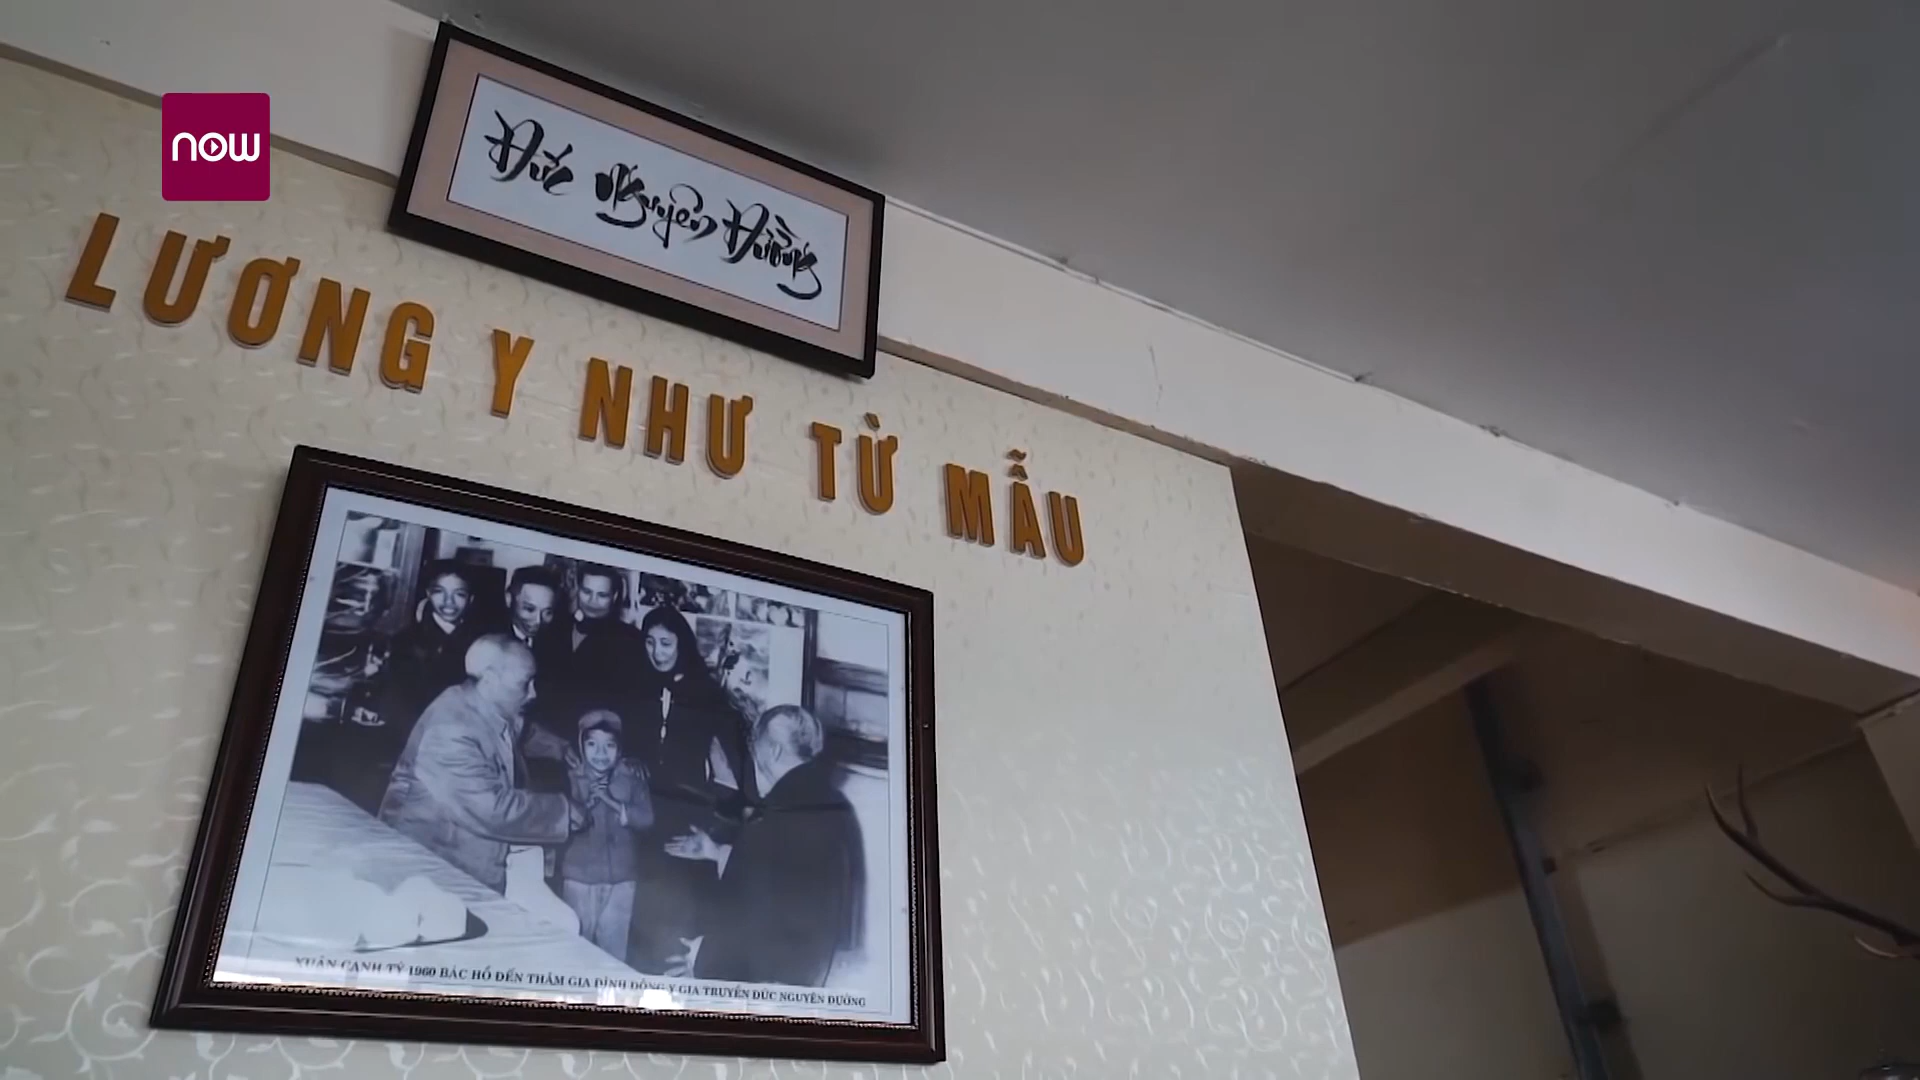 now
Đức Nguyên Đường
LƯƠNG Y NHƯ TỪ MẪU
XUÂN CANH TÝ 1960 BÁC HỒ ĐẾN THĂM GIA ĐÌNH ĐÔNG Y GIA TRUYỀN ĐỨC NGUYÊN ĐƯỜNG